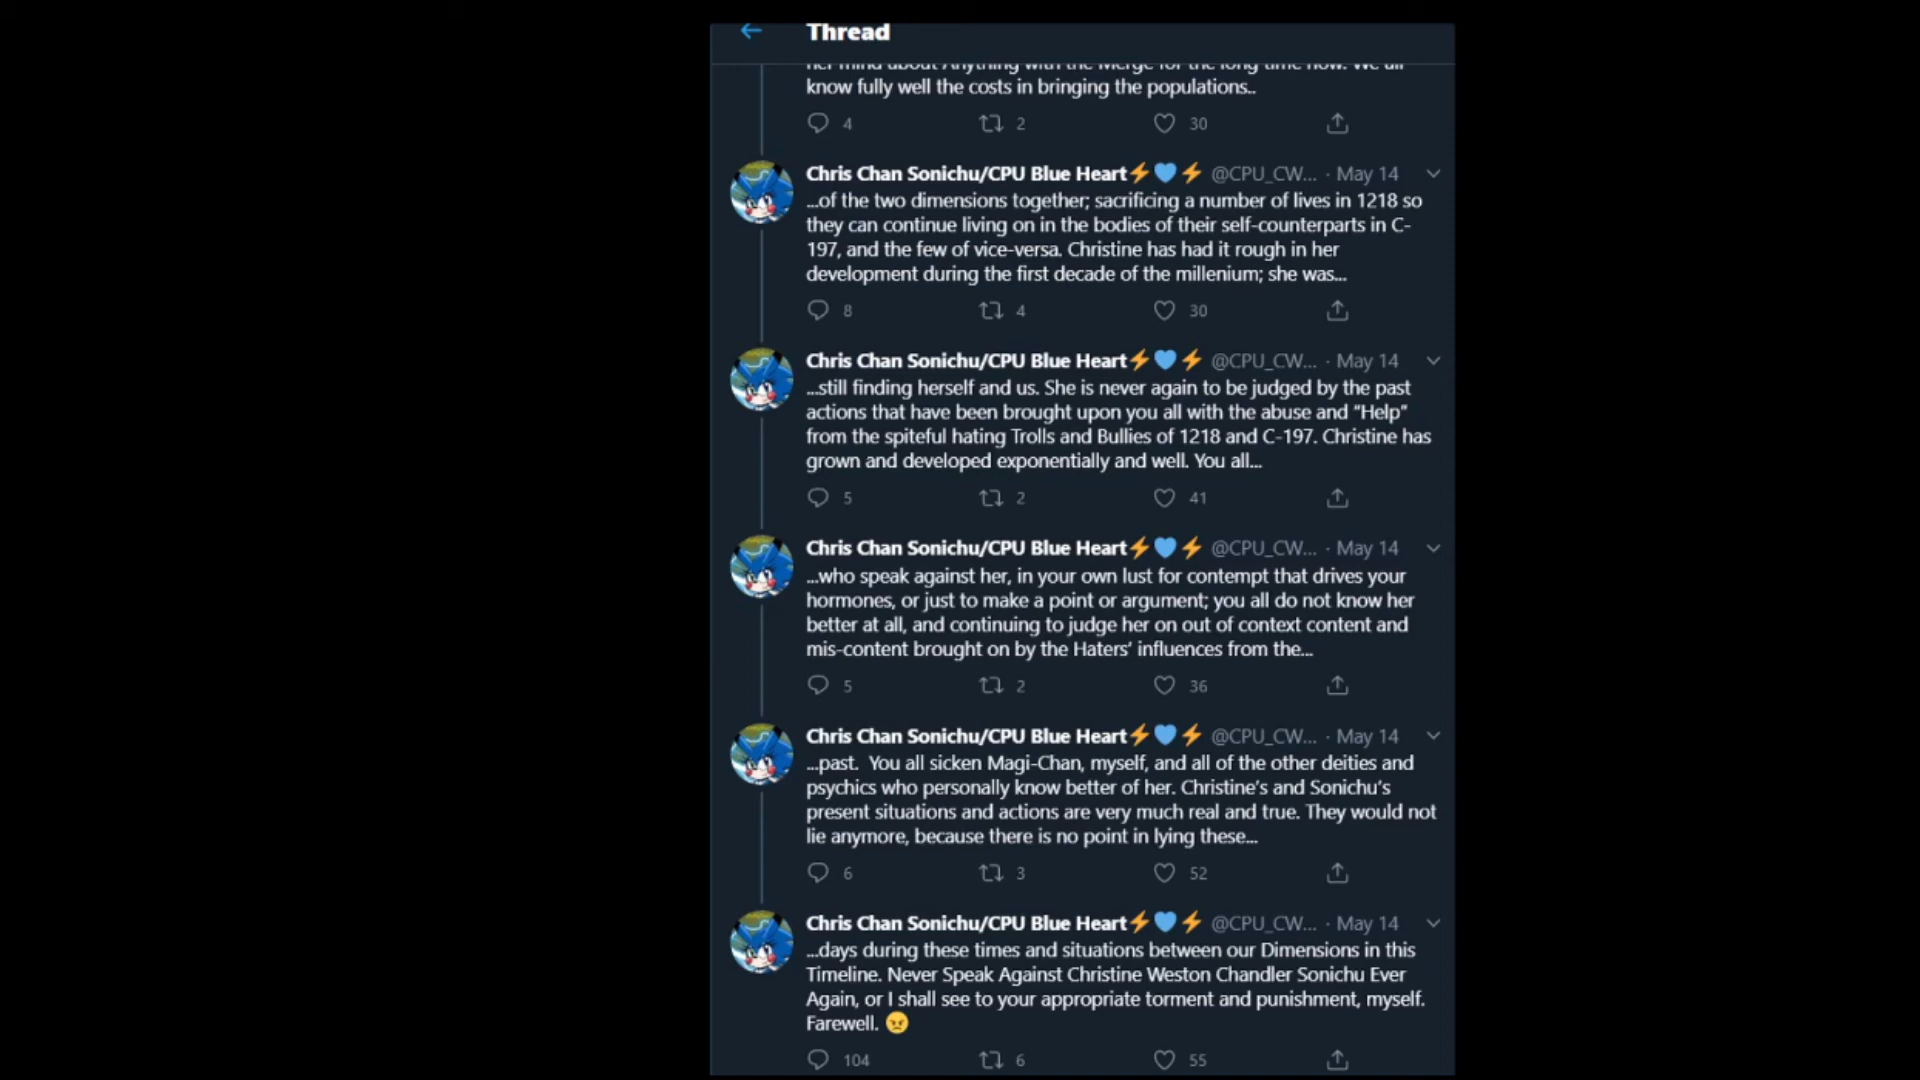 Thread
her mind about Anything with the Merge for the long time now. We all
know fully well the costs in bringing the populations..
4 2 30
Chris Chan Sonichu/CPU Blue Heart⚡💙⚡ @CPU_CW... · May 14
...of the two dimensions together; sacrificing a number of lives in 1218 so
they can continue living on in the bodies of their self-counterparts in C-
197, and the few of vice-versa. Christine has had it rough in her
development during the first decade of the millenium; she was...
8 4 30
Chris Chan Sonichu/CPU Blue Heart⚡💙⚡ @CPU_CW... · May 14
...still finding herself and us. She is never again to be judged by the past
actions that have been brought upon you all with the abuse and “Help”
from the spiteful hating Trolls and Bullies of 1218 and C-197. Christine has
grown and developed exponentially and well. You all...
5 2 41
Chris Chan Sonichu/CPU Blue Heart⚡💙⚡ @CPU_CW... · May 14
...who speak against her, in your own lust for contempt that drives your
hormones, or just to make a point or argument; you all do not know her
better at all, and continuing to judge her on out of context content and
mis-content brought on by the Haters’ influences from the...
5 2 36
Chris Chan Sonichu/CPU Blue Heart⚡💙⚡ @CPU_CW... · May 14
...past. You all sicken Magi-Chan, myself, and all of the other deities and
psychics who personally know better of her. Christine’s and Sonichu’s
present situations and actions are very much real and true. They would not
lie anymore, because there is no point in lying these...
6 3 52
Chris Chan Sonichu/CPU Blue Heart⚡💙⚡ @CPU_CW... · May 14
...days during these times and situations between our Dimensions in this
Timeline. Never Speak Against Christine Weston Chandler Sonichu Ever
Again, or I shall see to your appropriate torment and punishment, myself.
Farewell. 😠
104 6 55